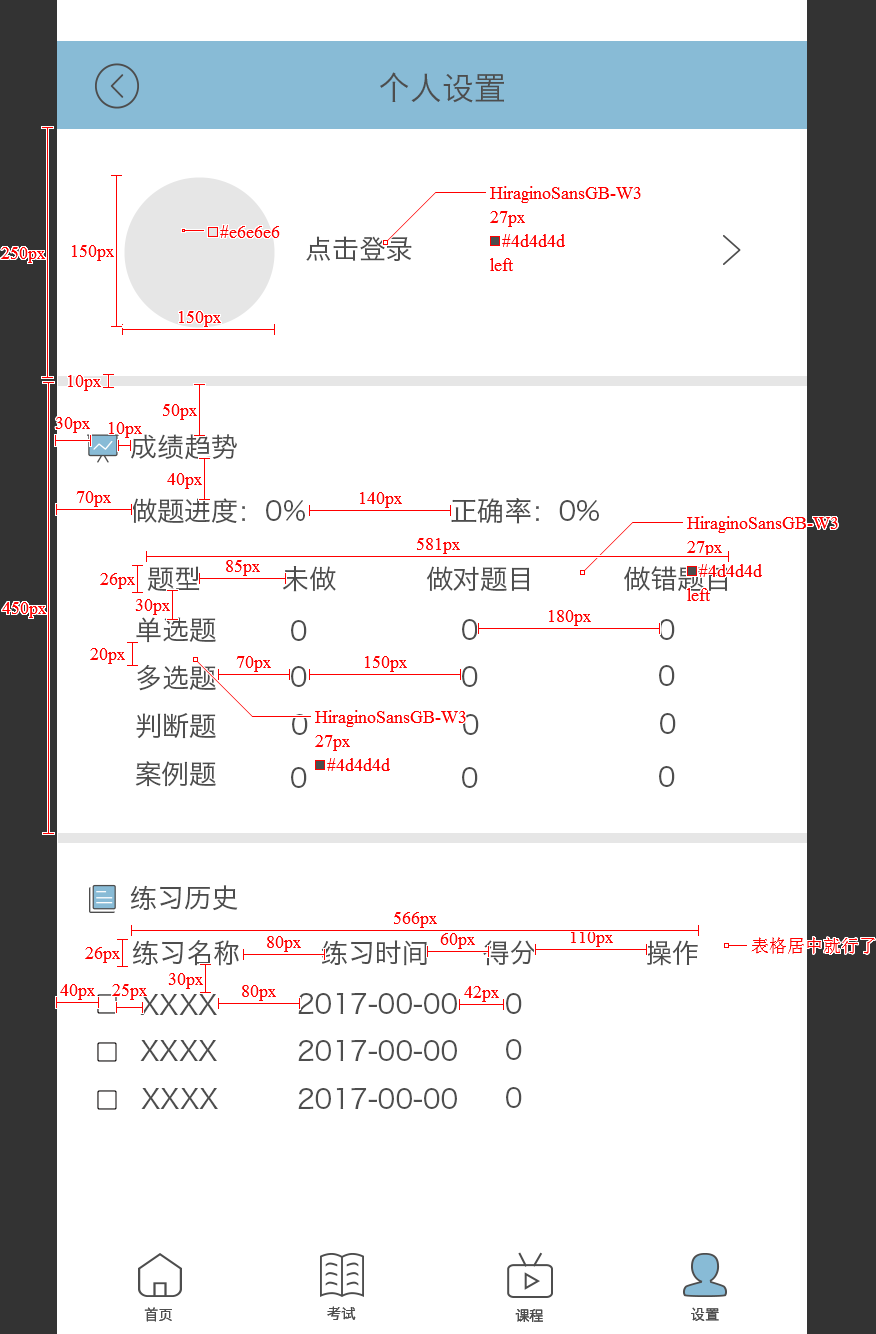 个人设置
HiraginoSansGB-W3
27px
#4d4d4d
left
#e6e6e6
点击登录
150px
250px
150px
10px
50px
30px
10px
成绩趋势
40px
70px
140px
做题进度：0%
正确率：0%
HiraginoSansGB-W3
27px
#4d4d4d
left
581px
85px
26px
题型 未做 做对题目 做错题目
30px
450px
180px
单选题 0 0 0
20px
70px
150px
多选题 0 0 0
HiraginoSansGB-W3
27px
#4d4d4d
判断题 0 0 0
案例题 0 0 0
练习历史
566px
80px
60px
110px
表格居中就行了
26px
练习名称 练习时间 得分 操作
30px
40px
25px
80px
42px
XXXX 2017-00-00 0
XXXX 2017-00-00 0
XXXX 2017-00-00 0
首页 考试 课程 设置